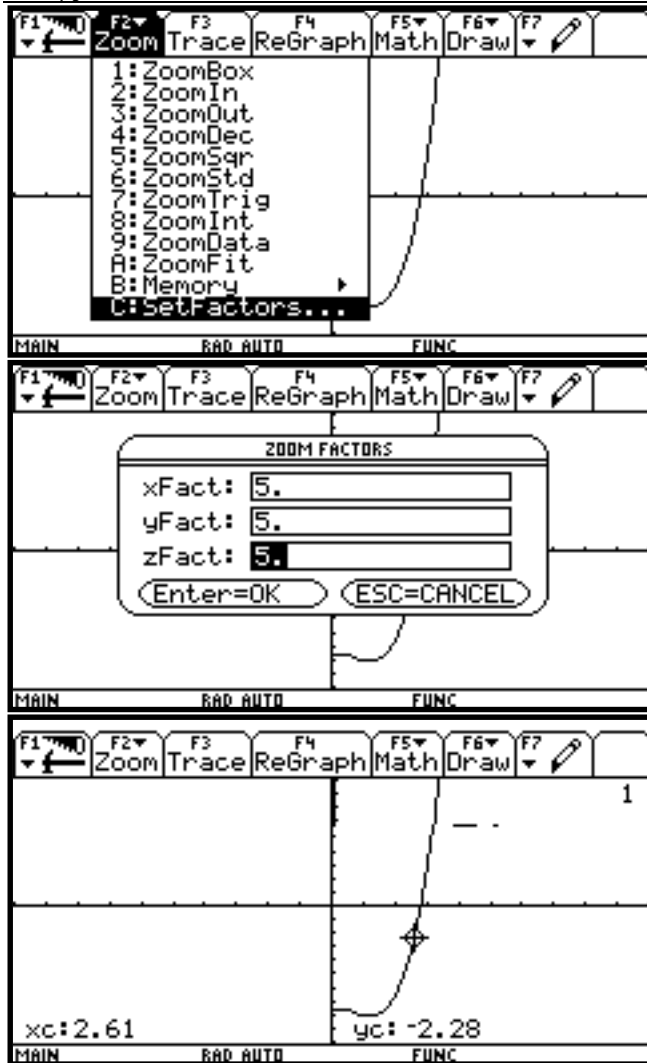 F1 F2 F3 F4 F5 F6 F7
Zoom Trace ReGraph Math Draw
1:ZoomBox
2:ZoomIn
3:ZoomOut
4:ZoomDec
5:ZoomSqr
6:ZoomStd
7:ZoomTrig
8:ZoomInt
9:ZoomData
A:ZoomFit
B:Memory
C:SetFactors...
MAIN RAD AUTO FUNC
F1 F2 F3 F4 F5 F6 F7
Zoom Trace ReGraph Math Draw
ZOOM FACTORS
xFact: 5.
yFact: 5.
zFact: 5.
Enter=OK ESC=CANCEL
MAIN RAD AUTO FUNC
F1 F2 F3 F4 F5 F6 F7
Zoom Trace ReGraph Math Draw
1
xc:2.61 yc:-2.28
MAIN RAD AUTO FUNC